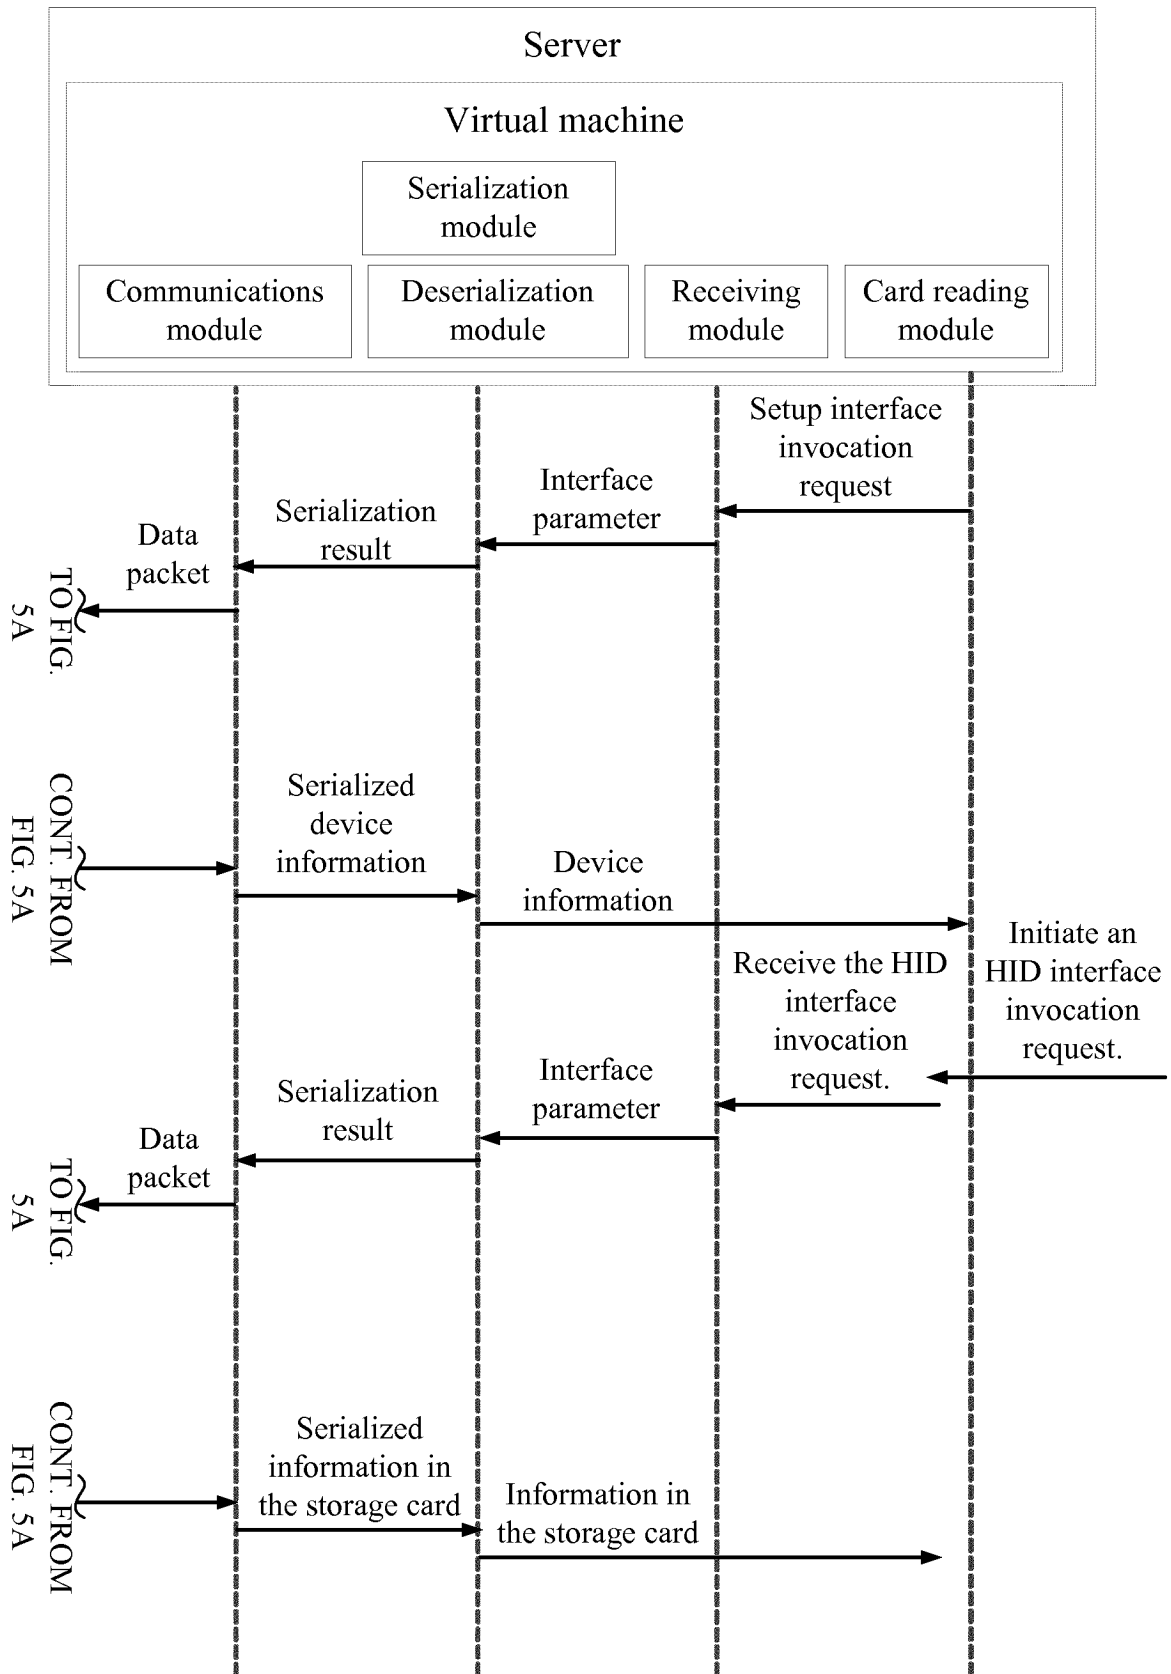 Server
Virtual machine
Serialization
module
Communications
module
Deserialization
module
Receiving
module
Card reading
module
Setup interface
invocation
request
Interface
parameter
Serialization
result
Data
packet
TO FIG.
5A
CONT. FROM
FIG. 5A
Serialized
device
information
Device
information
Initiate an
HID interface
invocation
request.
Receive the HID
interface
invocation
request.
Interface
parameter
Serialization
result
Data
packet
TO FIG.
5A
CONT. FROM
FIG. 5A
Serialized
information in
the storage card
Information in
the storage card